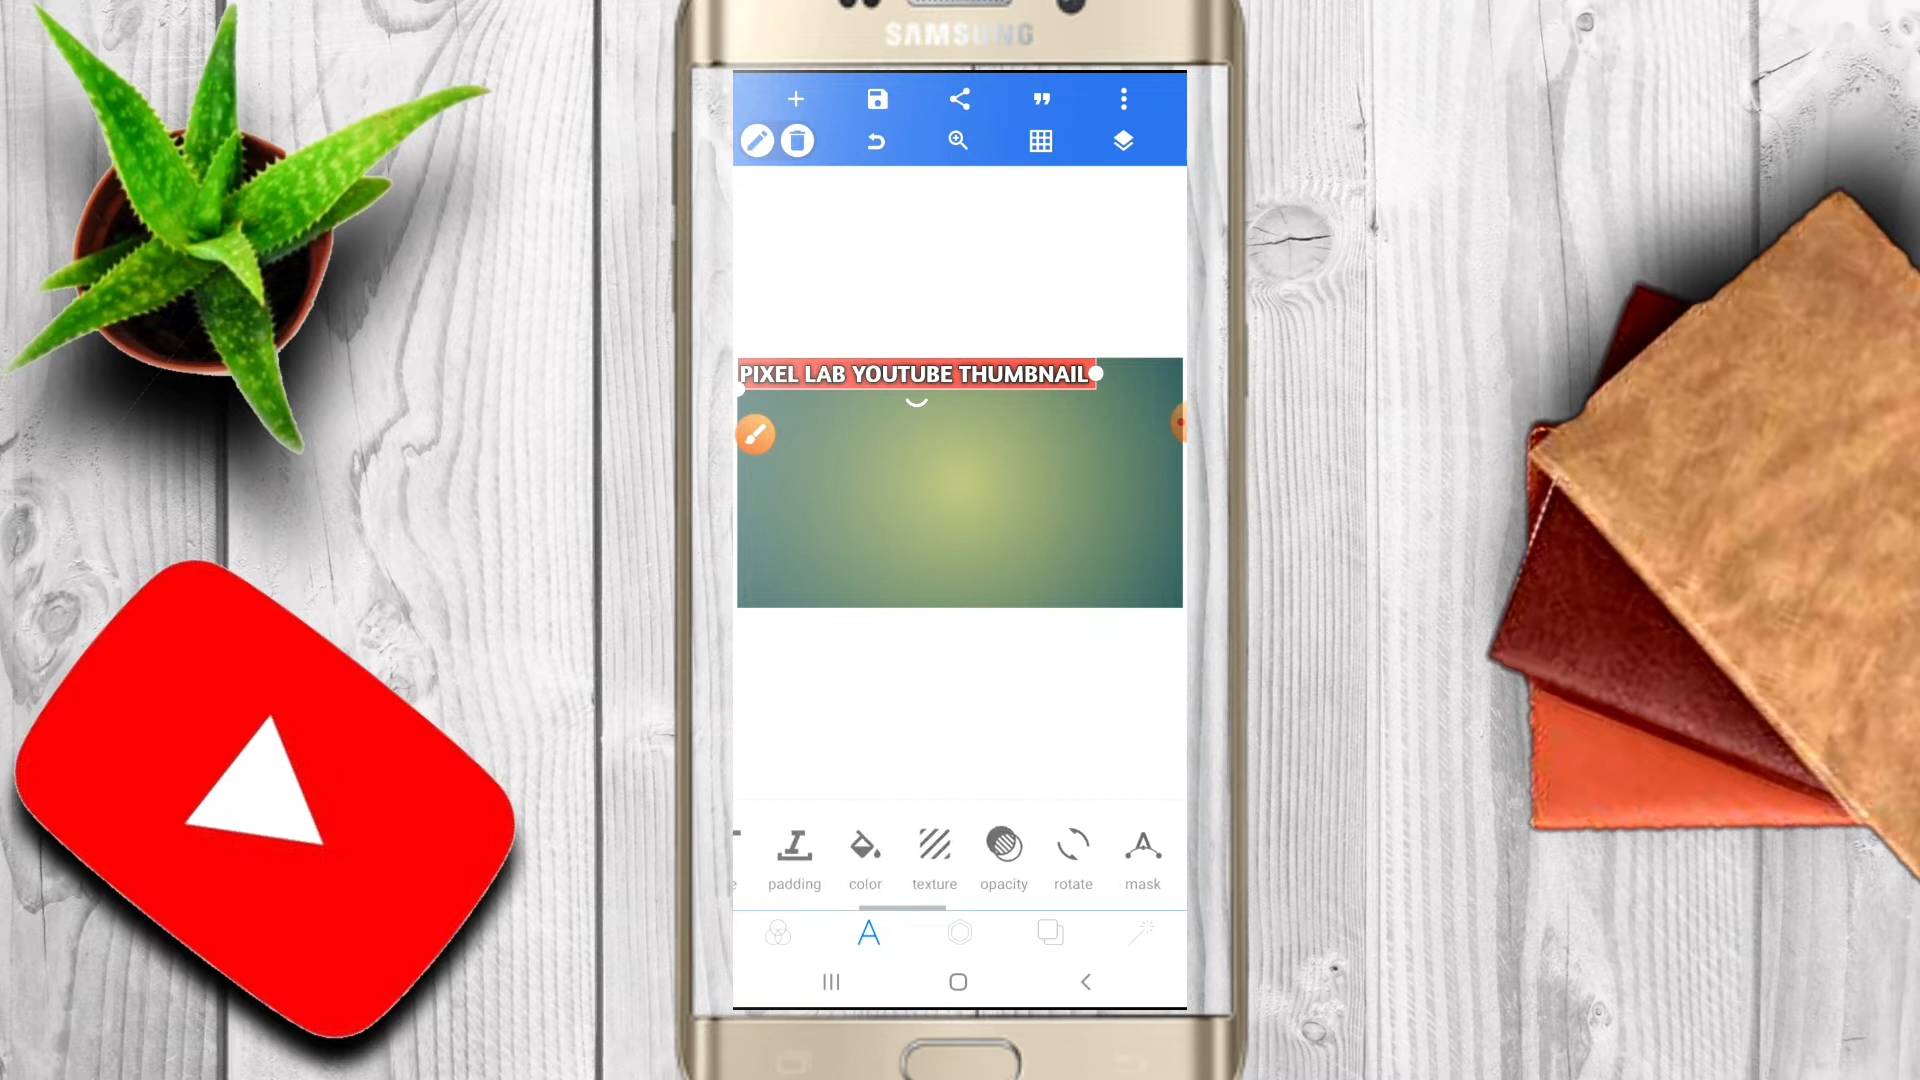 SAMSUNG
PIXEL LAB YOUTUBE THUMBNAIL
e padding color texture opacity rotate mask